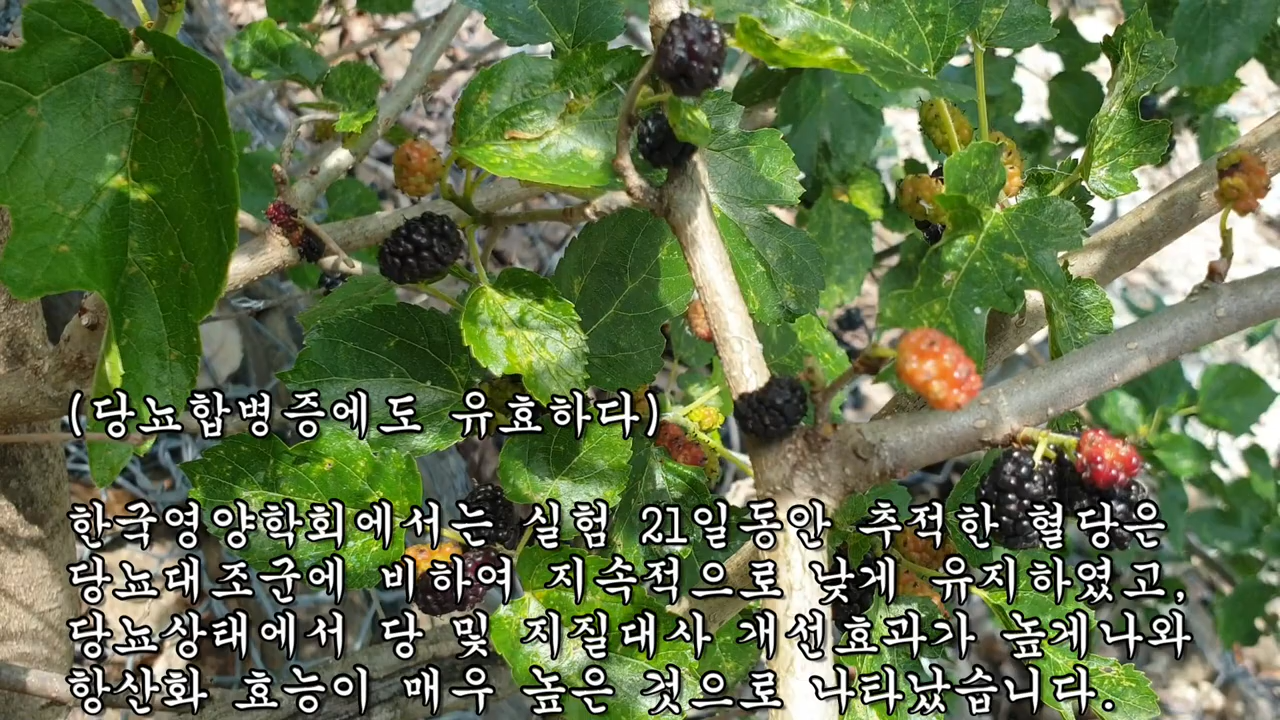 (당뇨합병증에도 유효하다)
한국영양학회에서는 실험 21일동안 추적한 혈당은
당뇨대조군에 비하여 지속적으로 낮게 유지하였고,
당뇨상태에서 당 및 지질대사 개선효과가 높게나와
항산화 효능이 매우 높은 것으로 나타났습니다.